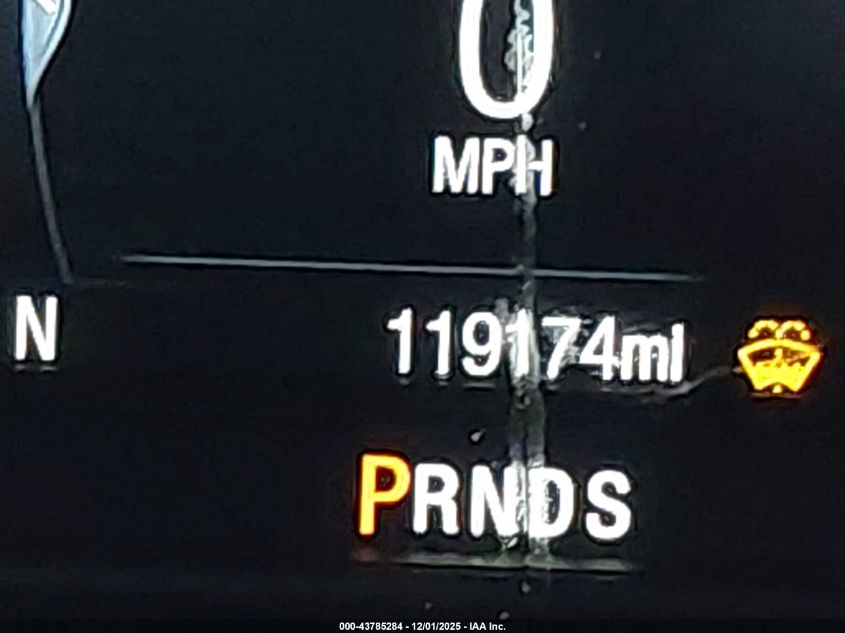 0
MPH
N
119174mi
PRNDS
000-43785284 - 12/01/2025 - IAA Inc.